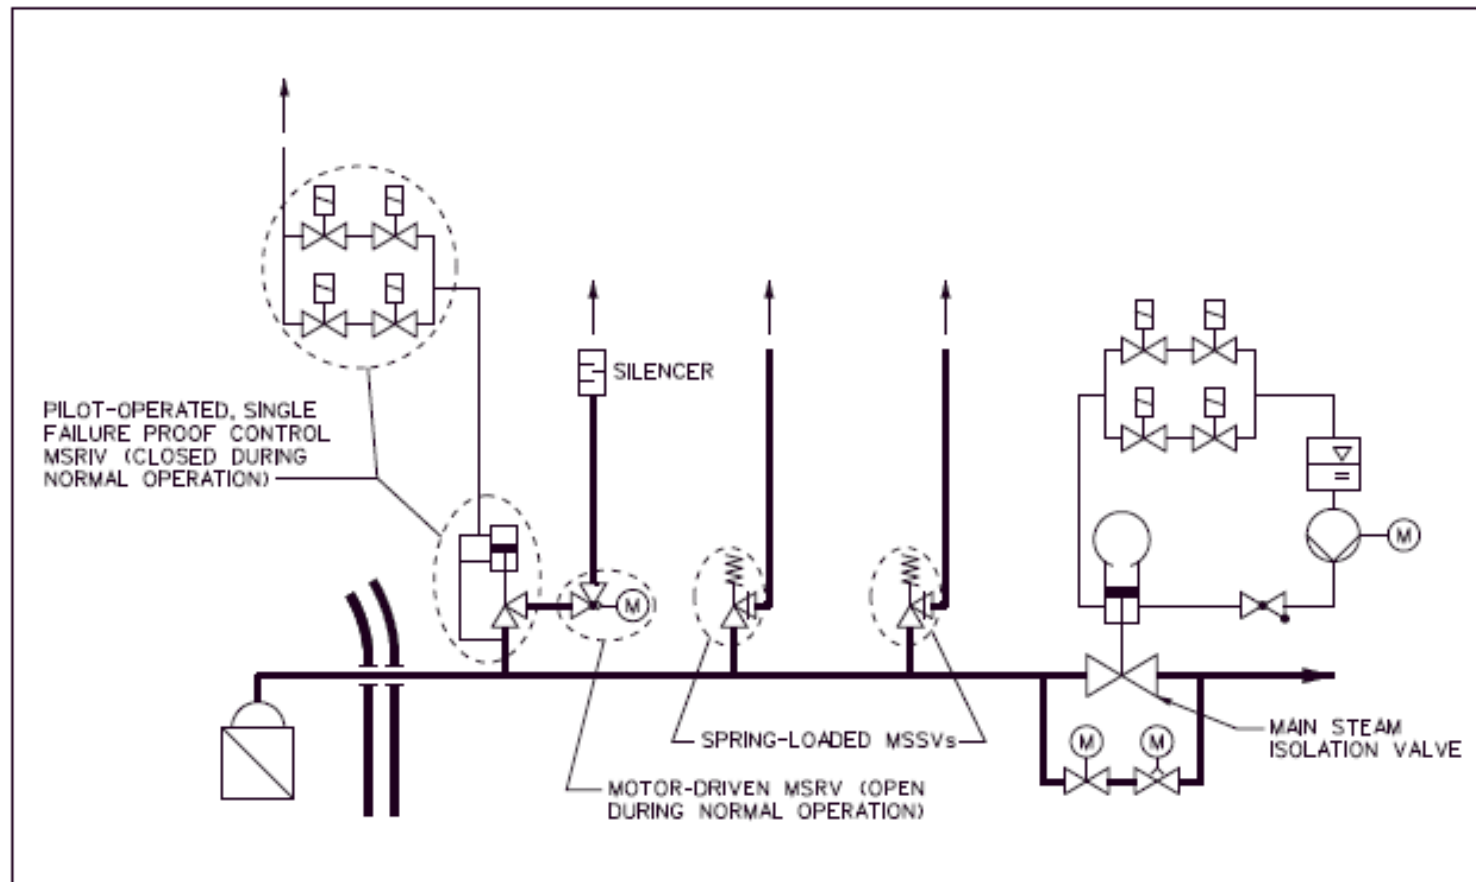 SILENCER
PILOT-OPERATED, SINGLE
FAILURE PROOF CONTROL
MSRIV (CLOSED DURING
NORMAL OPERATION)
M
M
M
M
SPRING-LOADED MSSVs
MOTOR-DRIVEN MSRV (OPEN
DURING NORMAL OPERATION)
MAIN STEAM
ISOLATION VALVE